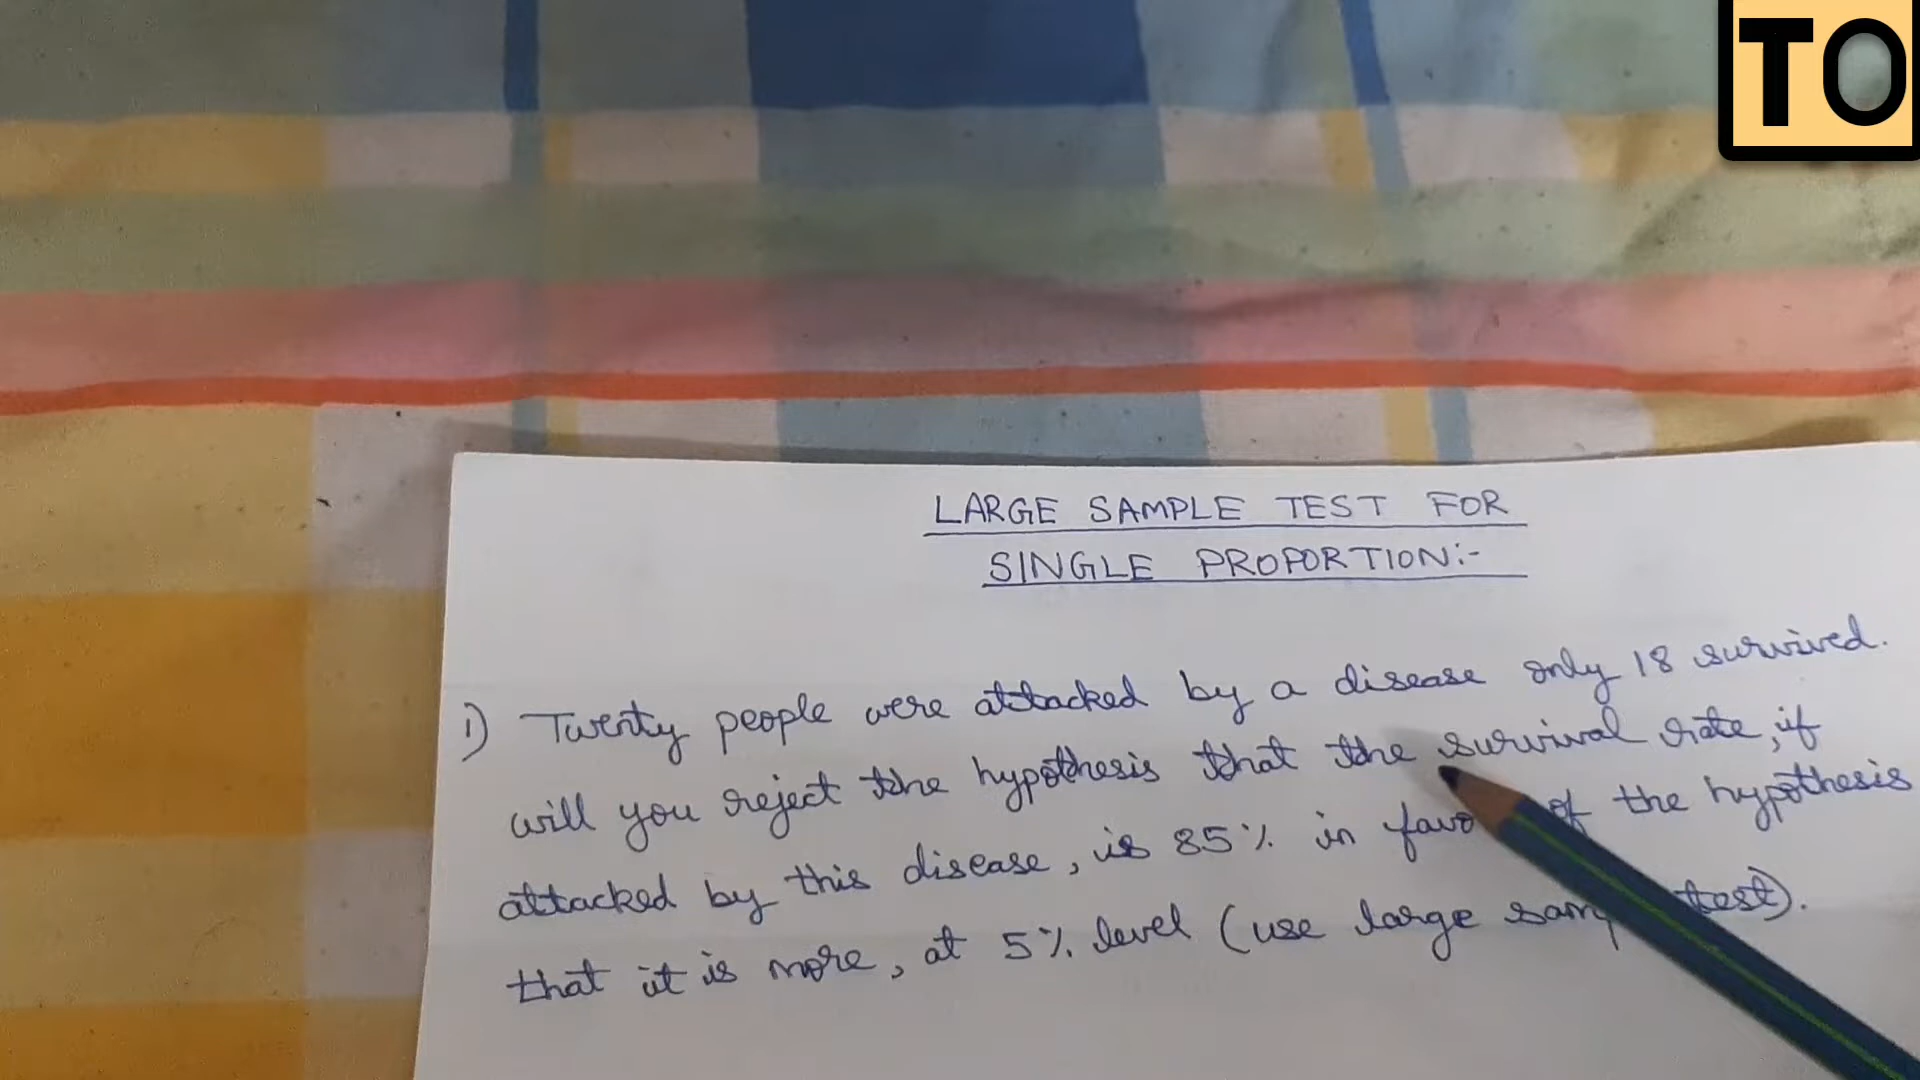 TO
LARGE SAMPLE TEST FOR
SINGLE PROPORTION:-
1) Twenty people were attacked by a disease only 18 survived.
will you reject the hypothesis that the survival rate, if
attacked by this disease, is 85% in of the hypothesis
that it is more, at 5% level (use large test).